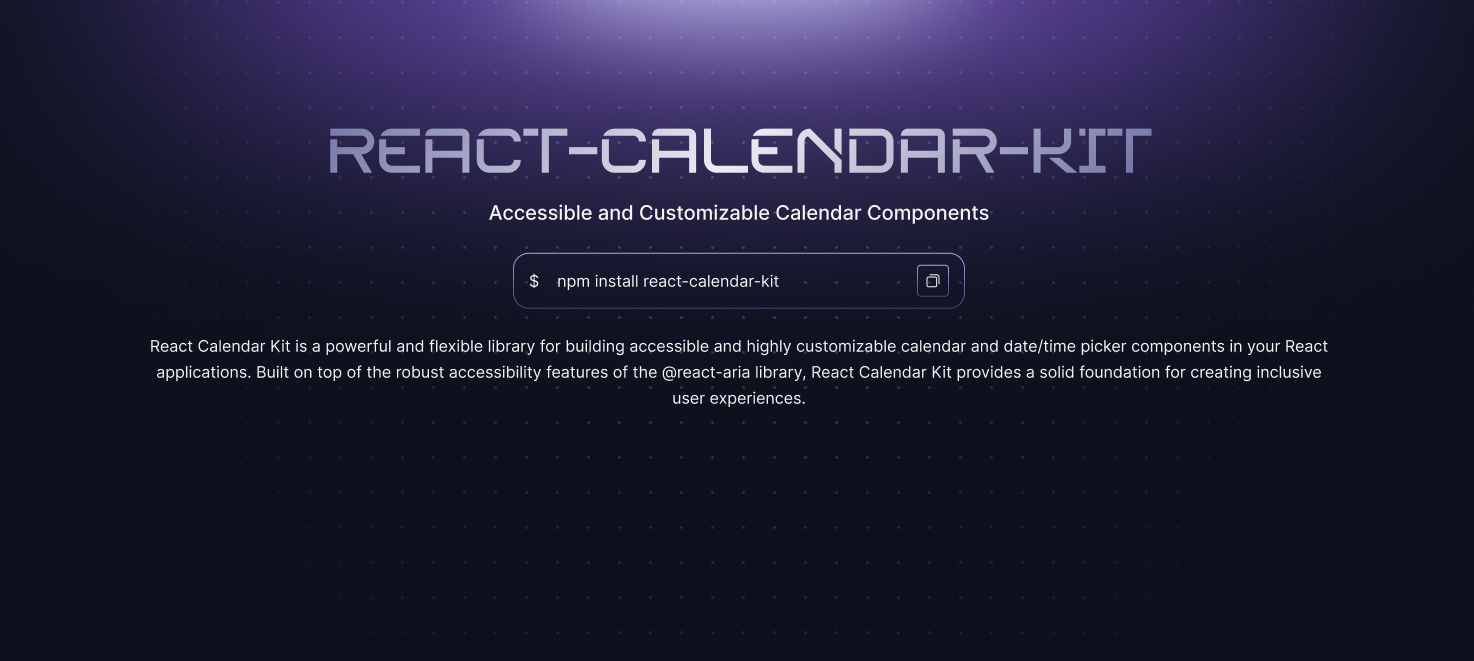 REACT-CALENDAR-KIT
Accessible and Customizable Calendar Components
$ npm install react-calendar-kit
React Calendar Kit is a powerful and flexible library for building accessible and highly customizable calendar and date/time picker components in your React
applications. Built on top of the robust accessibility features of the @react-aria library, React Calendar Kit provides a solid foundation for creating inclusive
user experiences.